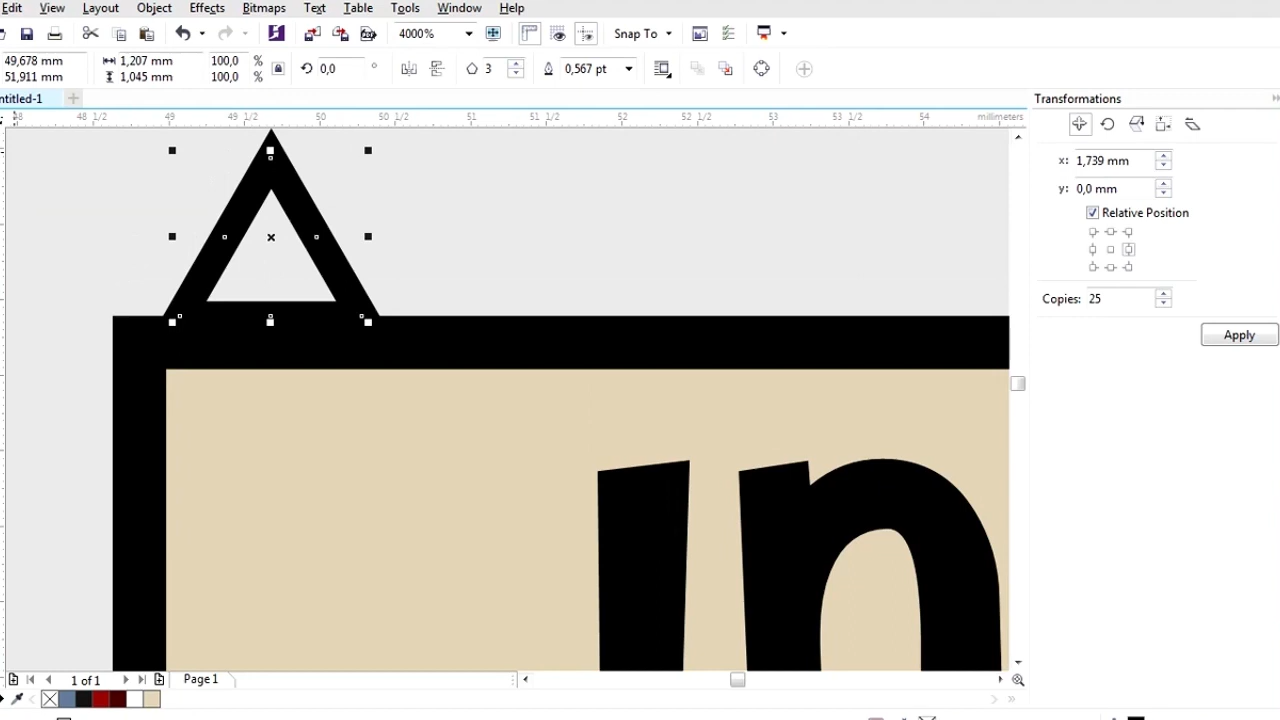 Edit View Layout Object Effects Bitmaps Text Table Tools Window Help
4000% Snap To
49,678 mm 1,207 mm 100,0 % 0,0 ° 3 0,567 pt
51,911 mm 1,045 mm 100,0 %
ntitled-1 Transformations
48 48 1/2 49 49 1/2 50 50 1/2 51 51 1/2 52 52 1/2 53 53 1/2 54 millimeters
x: 1,739 mm
y: 0,0 mm
Relative Position
Copies: 25
Apply
in
1 of 1 Page 1